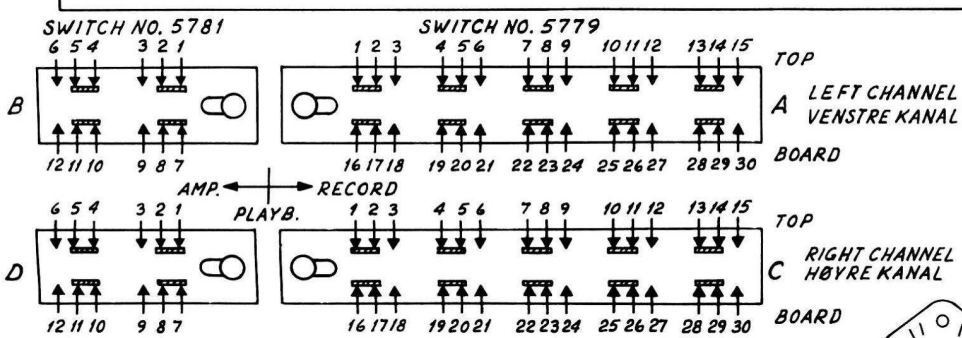 SWITCH NO. 5781 SWITCH NO. 5779
6 5 4 3 2 1 1 2 3 4 5 6 7 8 9 10 11 12 13 14 15 TOP
B A LEFT CHANNEL
VENSTRE KANAL
12 11 10 9 8 7 16 17 18 19 20 21 22 23 24 25 26 27 28 29 30 BOARD
AMP. RECORD
PLAYB.
6 5 4 3 2 1 1 2 3 4 5 6 7 8 9 10 11 12 13 14 15 TOP
D C RIGHT CHANNEL
HØYRE KANAL
12 11 10 9 8 7 16 17 18 19 20 21 22 23 24 25 26 27 28 29 30 BOARD